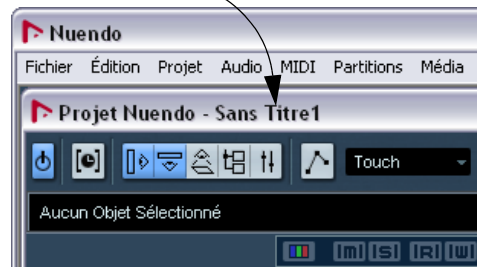 Nuendo
Fichier Édition Projet Audio MIDI Partitions Média
Projet Nuendo - Sans Titre1
Touch
Aucun Objet Sélectionné
M S R W